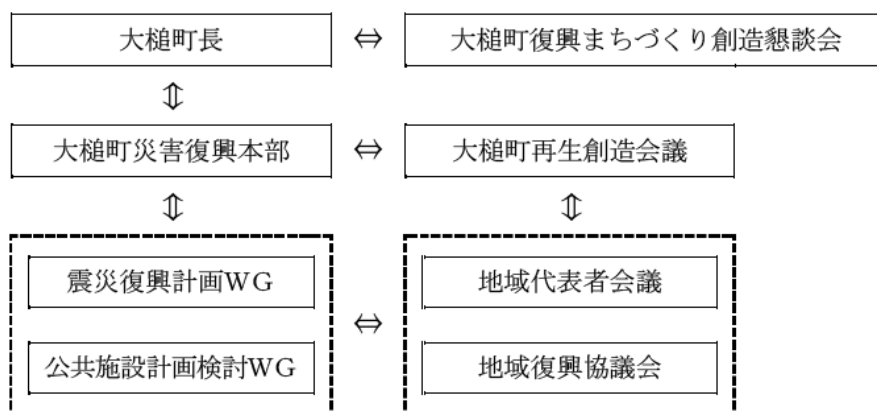 大槌町長 ⇔ 大槌町復興まちづくり創造懇談会
⇕
大槌町災害復興本部 ⇔ 大槌町再生創造会議
⇕ ⇕
震災復興計画WG 地域代表者会議
⇔
公共施設計画検討WG 地域復興協議会